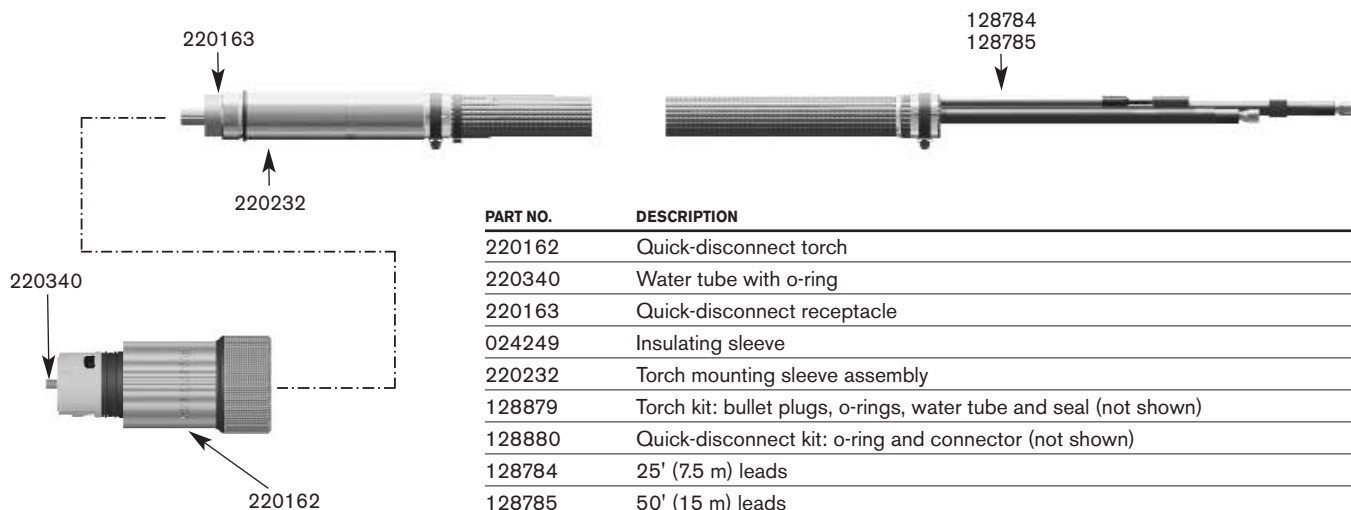 220163
128784
128785
220232
220340
220162
PART NO. DESCRIPTION
220162 Quick-disconnect torch
220340 Water tube with o-ring
220163 Quick-disconnect receptacle
024249 Insulating sleeve
220232 Torch mounting sleeve assembly
128879 Torch kit: bullet plugs, o-rings, water tube and seal (not shown)
128880 Quick-disconnect kit: o-ring and connector (not shown)
128784 25' (7.5 m) leads
128785 50' (15 m) leads